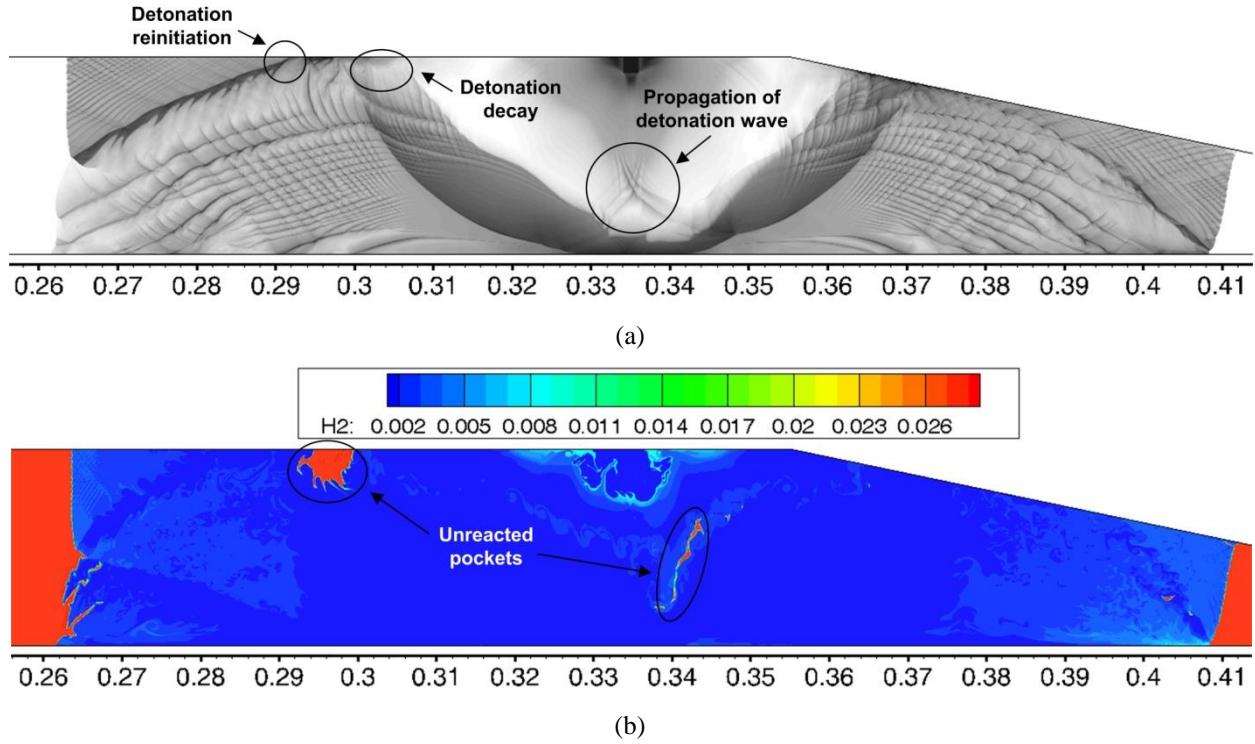 Detonation
reinitiation
Detonation
decay
Propagation of
detonation wave
0.26 0.27 0.28 0.29 0.3 0.31 0.32 0.33 0.34 0.35 0.36 0.37 0.38 0.39 0.4 0.41
(a)
H2: 0.002 0.005 0.008 0.011 0.014 0.017 0.02 0.023 0.026
Unreacted
pockets
0.26 0.27 0.28 0.29 0.3 0.31 0.32 0.33 0.34 0.35 0.36 0.37 0.38 0.39 0.4 0.41
(b)